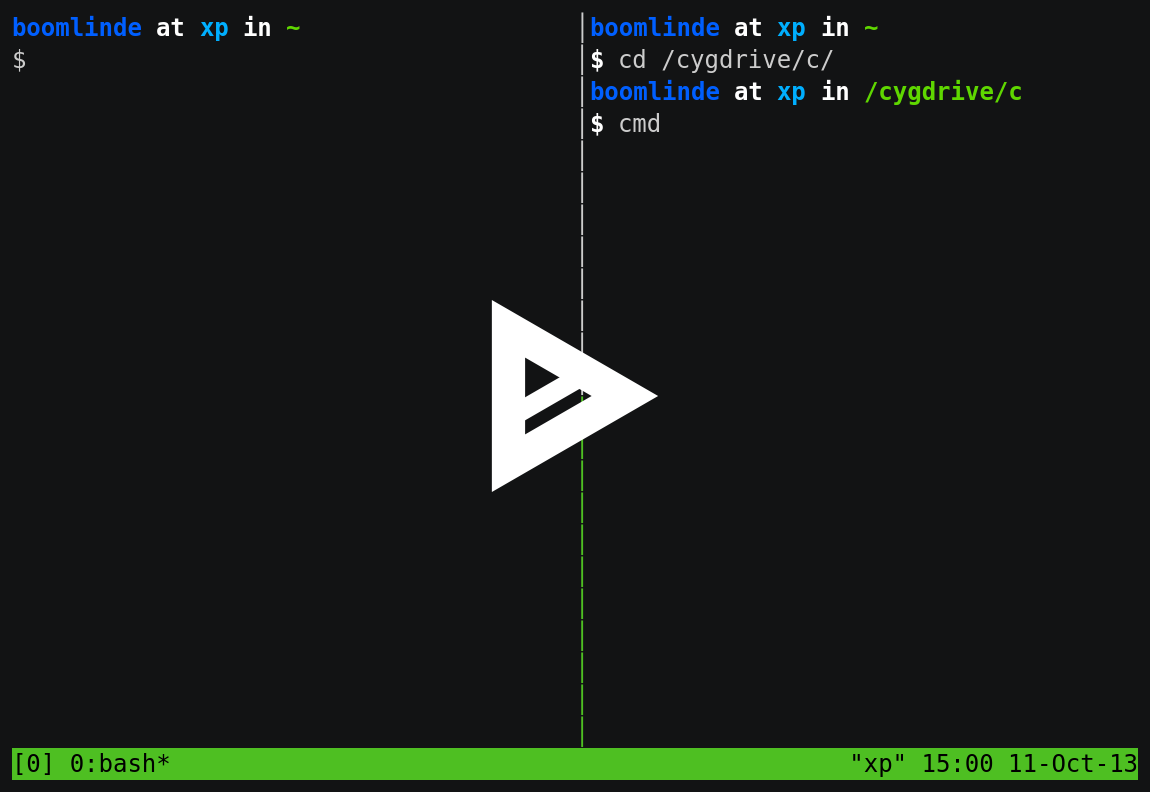 boomlinde at xp in ~
$
boomlinde at xp in ~
$ cd /cygdrive/c/
boomlinde at xp in /cygdrive/c
$ cmd
[0] 0:bash* "xp" 15:00 11-Oct-13